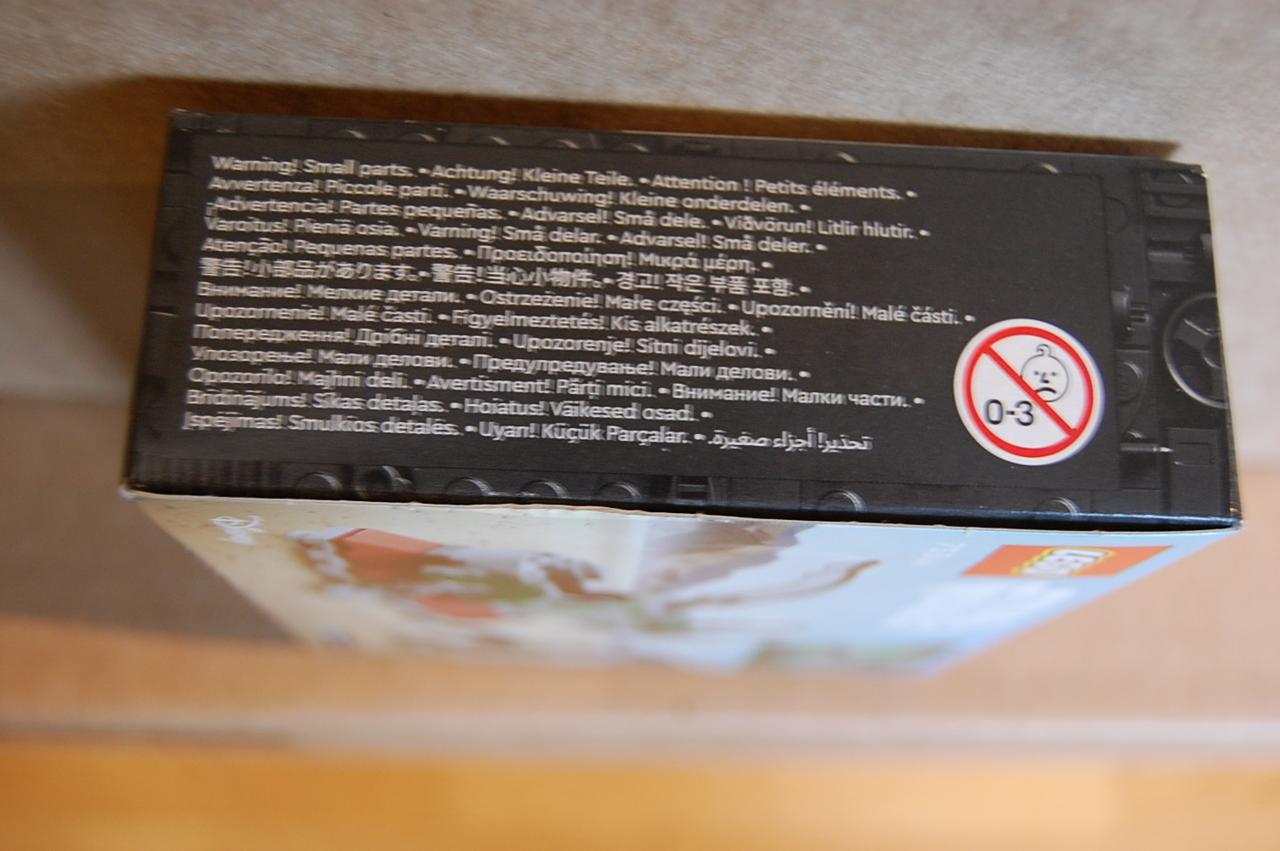 Warning! Small parts. • Achtung! Kleine Teile. • Attention ! Petits éléments. •
Avvertenza! Piccole parti. • Waarschuwing! Kleine onderdelen. •
¡Advertencia! Partes pequeñas. • Advarsel! Små dele. • Viðvörun! Litlir hlutir. •
Varoitus! Pieniä osia. • Varning! Små delar. • Advarsel! Små deler. •
Atenção! Pequenas partes. • Προειδοποίηση! Μικρά μέρη. •
警告!小部品があります。• 警告!当心小物件。• 경고! 작은 부품 포함. •
Внимание! Мелкие детали. • Ostrzeżenie! Małe części. • Upozornění! Malé části. •
Upozornenie! Malé časti. • Figyelmeztetés! Kis alkatrészek. •
Попередження! Дрібні деталі. • Upozorenje! Sitni dijelovi. •
Упозорење! Мали делови. • Предупредување! Мали делови. •
Opozorilo! Majhni deli. • Avertisment! Părți mici. • Внимание! Малки части. •
Brīdinājums! Sīkas detaļas. • Hoiatus! Väikesed osad. •
Įspėjimas! Smulkios detalės. • Uyarı! Küçük Parçalar. • تحذير! أجزاء صغيرة.
0-3
LEGO